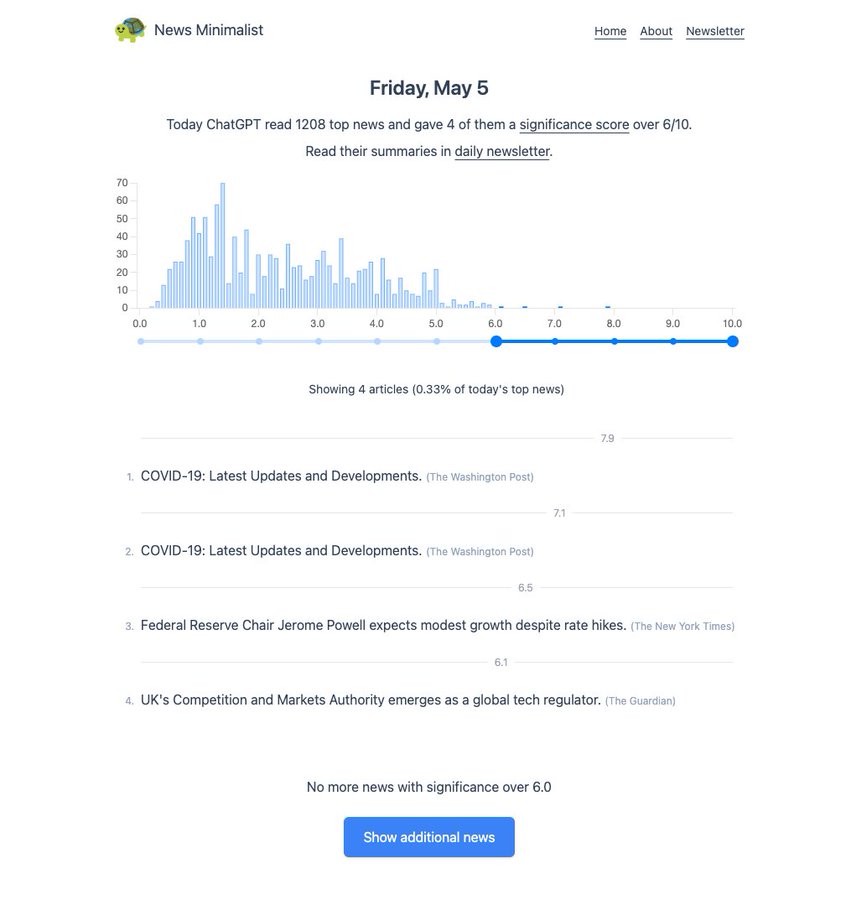 News Minimalist
Home About Newsletter
Friday, May 5
Today ChatGPT read 1208 top news and gave 4 of them a significance score over 6/10.
Read their summaries in daily newsletter.
70
60
50
40
30
20
10
0
0.0 1.0 2.0 3.0 4.0 5.0 6.0 7.0 8.0 9.0 10.0
Showing 4 articles (0.33% of today's top news)
7.9
1. COVID-19: Latest Updates and Developments. (The Washington Post)
7.1
2. COVID-19: Latest Updates and Developments. (The Washington Post)
6.5
3. Federal Reserve Chair Jerome Powell expects modest growth despite rate hikes. (The New York Times)
6.1
4. UK's Competition and Markets Authority emerges as a global tech regulator. (The Guardian)
No more news with significance over 6.0
Show additional news